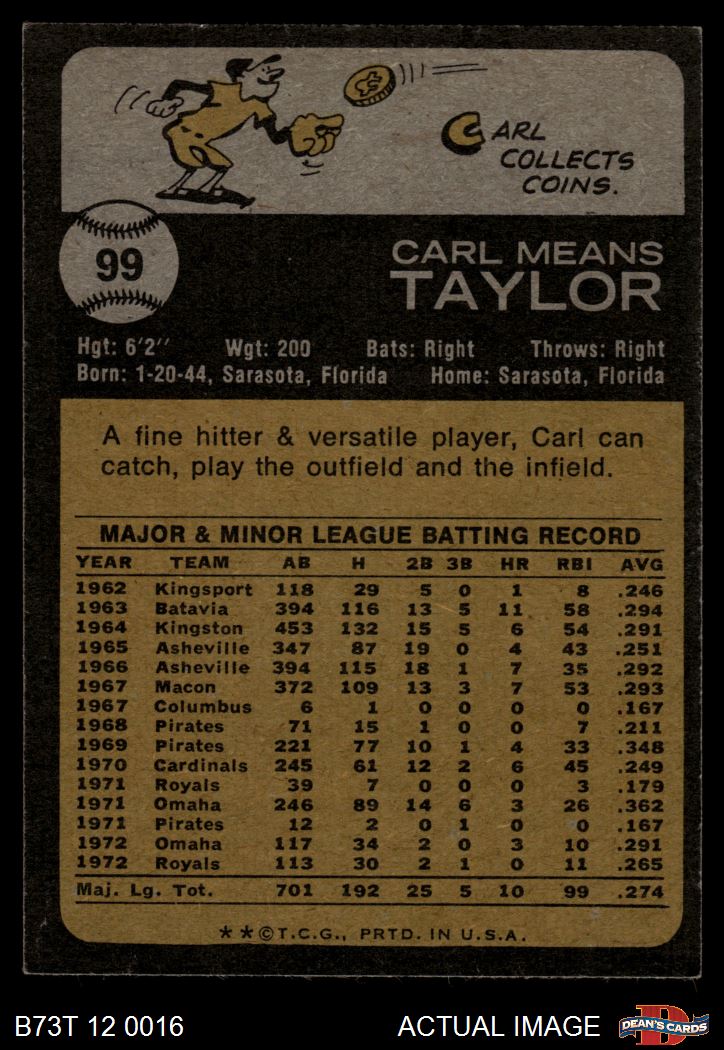 CARL
COLLECTS
COINS.
99
CARL MEANS
TAYLOR
Hgt: 6'2" Wgt: 200 Bats: Right Throws: Right
Born: 1-20-44, Sarasota, Florida Home: Sarasota, Florida
A fine hitter & versatile player, Carl can
catch, play the outfield and the infield.
MAJOR & MINOR LEAGUE BATTING RECORD
YEAR TEAM AB H 2B 3B HR RBI AVG
1962 Kingsport 118 29 5 0 1 8 .246
1963 Batavia 394 116 13 5 11 58 .294
1964 Kingston 453 132 15 5 6 54 .291
1965 Asheville 347 87 19 0 4 43 .251
1966 Asheville 394 115 18 1 7 35 .292
1967 Macon 372 109 13 3 7 53 .293
1967 Columbus 6 1 0 0 0 0 .167
1968 Pirates 71 15 1 0 0 7 .211
1969 Pirates 221 77 10 1 4 33 .348
1970 Cardinals 245 61 12 2 6 45 .249
1971 Royals 39 7 0 0 0 3 .179
1971 Omaha 246 89 14 6 3 26 .362
1971 Pirates 12 2 0 1 0 0 .167
1972 Omaha 117 34 2 0 3 10 .291
1972 Royals 113 30 2 1 0 11 .265
Maj. Lg. Tot. 701 192 25 5 10 99 .274
**©T.C.G., PRTD. IN U.S.A.
B73T 12 0016 ACTUAL IMAGE D DEAN'S CARDS